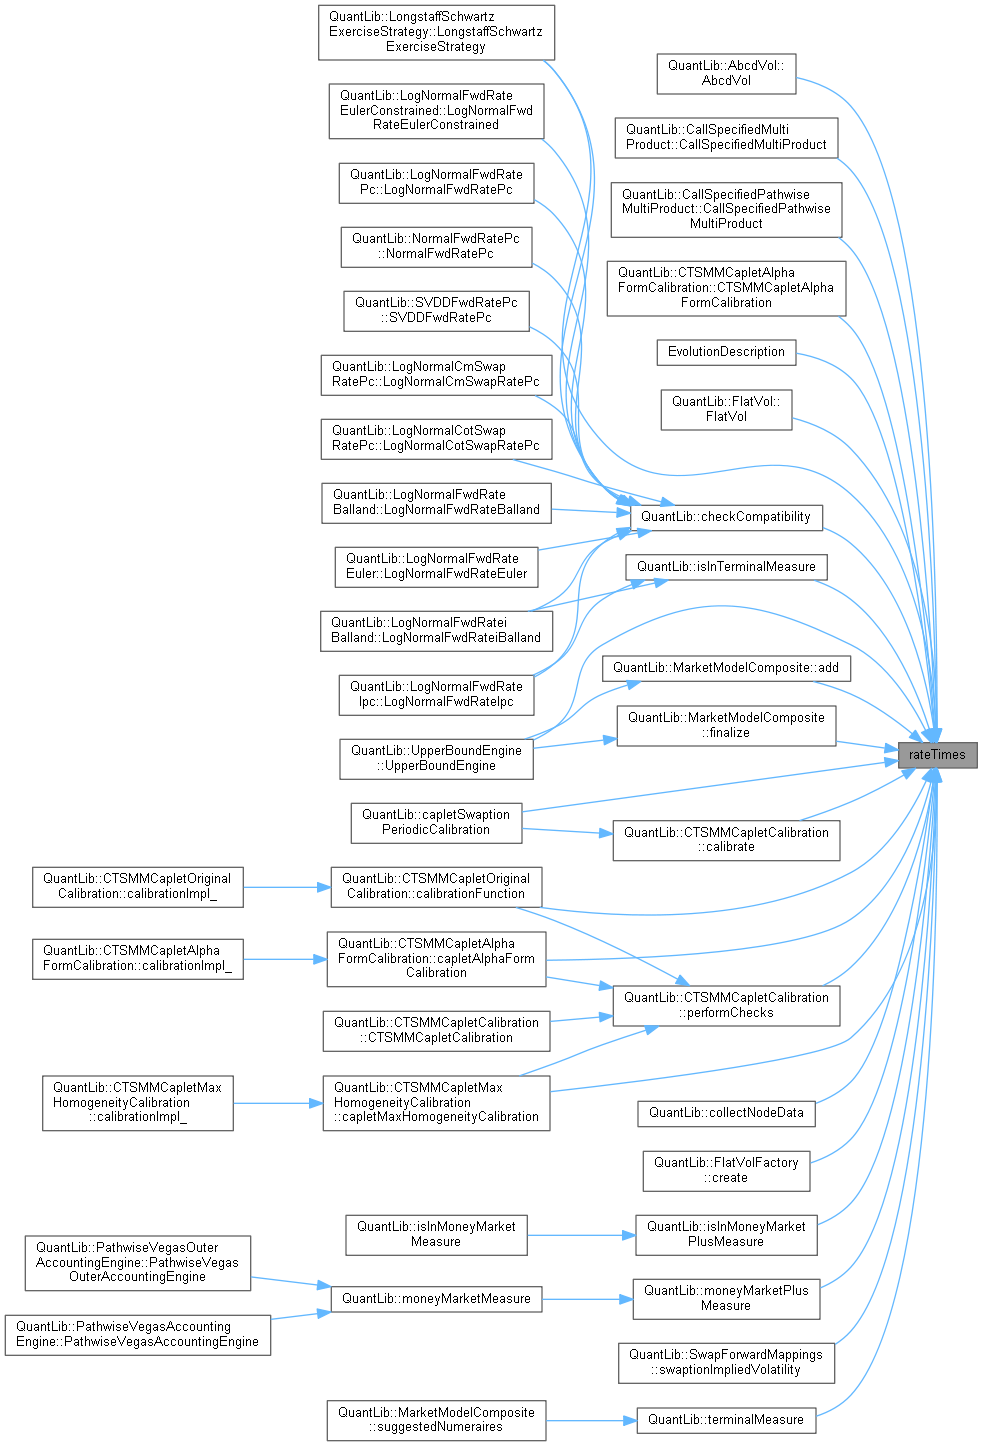 QuantLib::LongstaffSchwartz
ExerciseStrategy::LongstaffSchwartz
ExerciseStrategy
QuantLib::LogNormalFwdRate
EulerConstrained::LogNormalFwd
RateEulerConstrained
QuantLib::LogNormalFwdRate
Pc::LogNormalFwdRatePc
QuantLib::NormalFwdRatePc
::NormalFwdRatePc
QuantLib::SVDDFwdRatePc
::SVDDFwdRatePc
QuantLib::LogNormalCmSwap
RatePc::LogNormalCmSwapRatePc
QuantLib::LogNormalCotSwap
RatePc::LogNormalCotSwapRatePc
QuantLib::LogNormalFwdRate
Balland::LogNormalFwdRateBalland
QuantLib::LogNormalFwdRate
Euler::LogNormalFwdRateEuler
QuantLib::LogNormalFwdRatei
Balland::LogNormalFwdRateiBalland
QuantLib::LogNormalFwdRate
Ipc::LogNormalFwdRateIpc
QuantLib::UpperBoundEngine
::UpperBoundEngine
QuantLib::capletSwaption
PeriodicCalibration
QuantLib::CTSMMCapletOriginal
Calibration::calibrationImpl_
QuantLib::CTSMMCapletOriginal
Calibration::calibrationFunction
QuantLib::CTSMMCapletAlpha
FormCalibration::calibrationImpl_
QuantLib::CTSMMCapletAlpha
FormCalibration::capletAlphaForm
Calibration
QuantLib::CTSMMCapletCalibration
::CTSMMCapletCalibration
QuantLib::CTSMMCapletMax
HomogeneityCalibration
::calibrationImpl_
QuantLib::CTSMMCapletMax
HomogeneityCalibration
::capletMaxHomogeneityCalibration
QuantLib::isInMoneyMarket
Measure
QuantLib::PathwiseVegasOuter
AccountingEngine::PathwiseVegas
OuterAccountingEngine
QuantLib::PathwiseVegasAccounting
Engine::PathwiseVegasAccountingEngine
QuantLib::moneyMarketMeasure
QuantLib::MarketModelComposite
::suggestedNumeraires
QuantLib::AbcdVol::
AbcdVol
QuantLib::CallSpecifiedMulti
Product::CallSpecifiedMultiProduct
QuantLib::CallSpecifiedPathwise
MultiProduct::CallSpecifiedPathwise
MultiProduct
QuantLib::CTSMMCapletAlpha
FormCalibration::CTSMMCapletAlpha
FormCalibration
EvolutionDescription
QuantLib::FlatVol::
FlatVol
QuantLib::checkCompatibility
QuantLib::isInTerminalMeasure
QuantLib::MarketModelComposite::add
QuantLib::MarketModelComposite
::finalize
QuantLib::CTSMMCapletCalibration
::calibrate
QuantLib::CTSMMCapletCalibration
::performChecks
QuantLib::collectNodeData
QuantLib::FlatVolFactory
::create
QuantLib::isInMoneyMarket
PlusMeasure
QuantLib::moneyMarketPlus
Measure
QuantLib::SwapForwardMappings
::swaptionImpliedVolatility
QuantLib::terminalMeasure
rateTimes